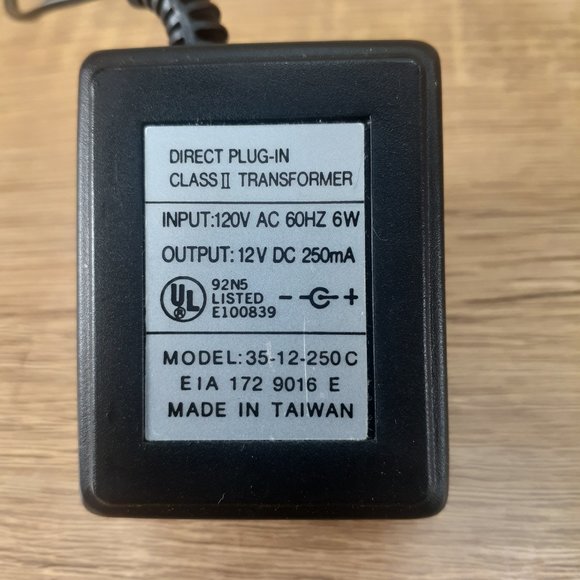 DIRECT PLUG-IN
CLASS II TRANSFORMER
INPUT:120V AC 60HZ 6W
OUTPUT: 12V DC 250mA
UL
92N5
LISTED
E100839
- +
MODEL: 35-12-250C
EIA 172 9016 E
MADE IN TAIWAN